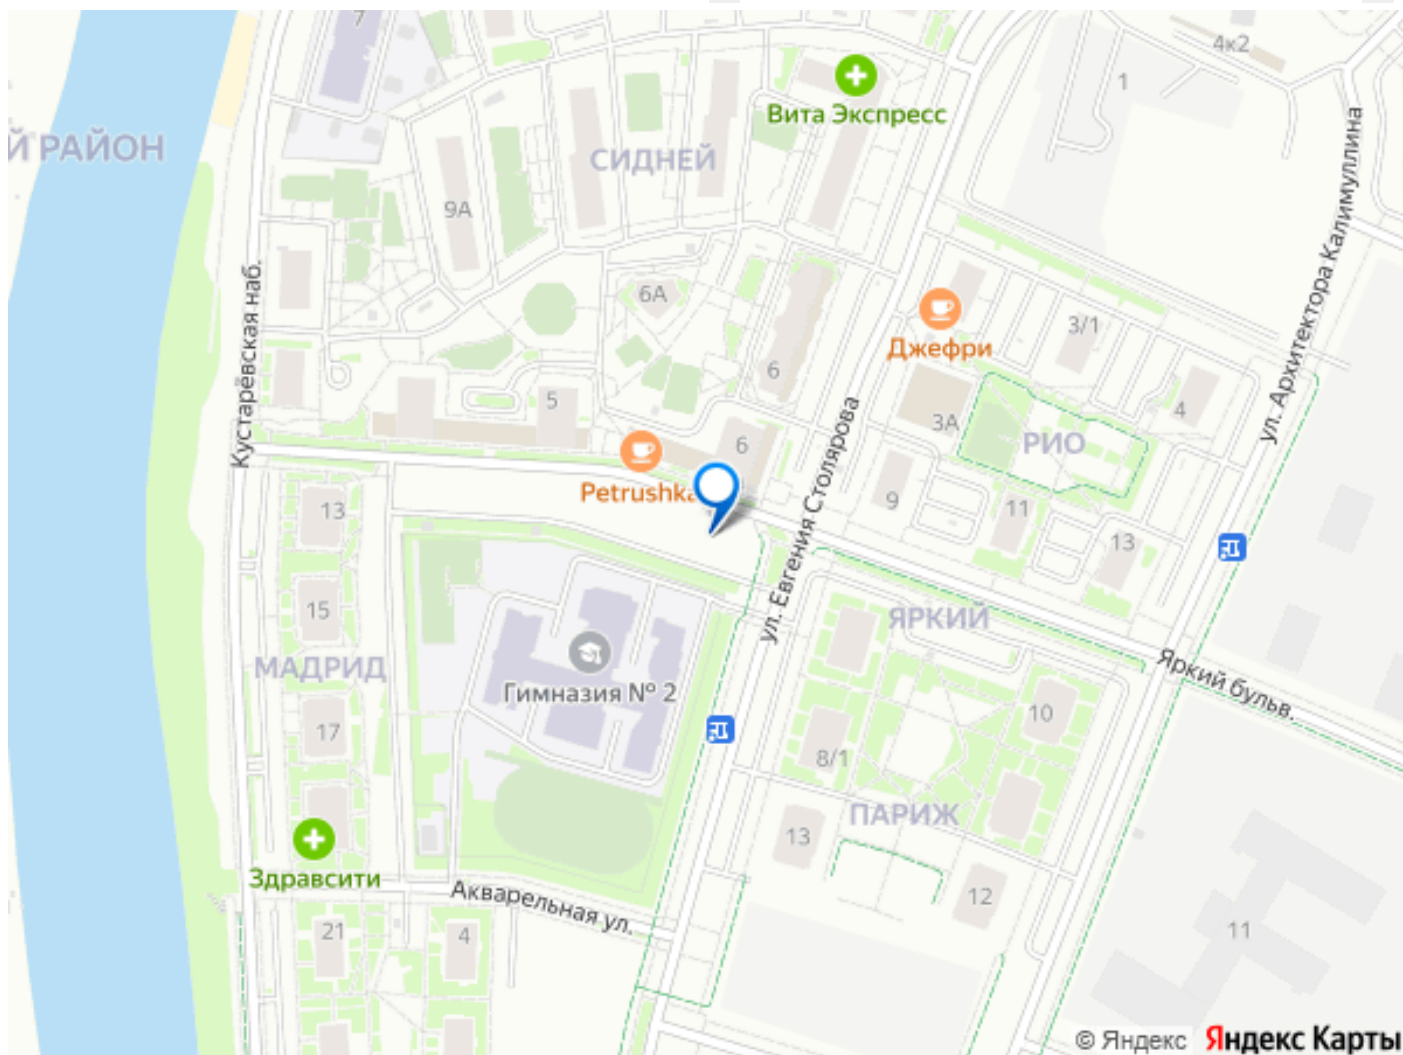 7
4к2
1
Вита Экспресс
Й РАЙОН
СИДНЕЙ
9А
ул. Архитектора Калимуллина
Кустарёвская наб.
6А
3/1
Джефри
6
5
4
3А
РИО
6
Petrushka
ул. Евгения Столярова
9
11
13
13
15
ЯРКИЙ
МАДРИД
Гимназия № 2
Яркий бульв.
17
10
8/1
ПАРИЖ
13
Здравсити
Акварельная ул.
12
21
4
11
© Яндекс Яндекс Карты